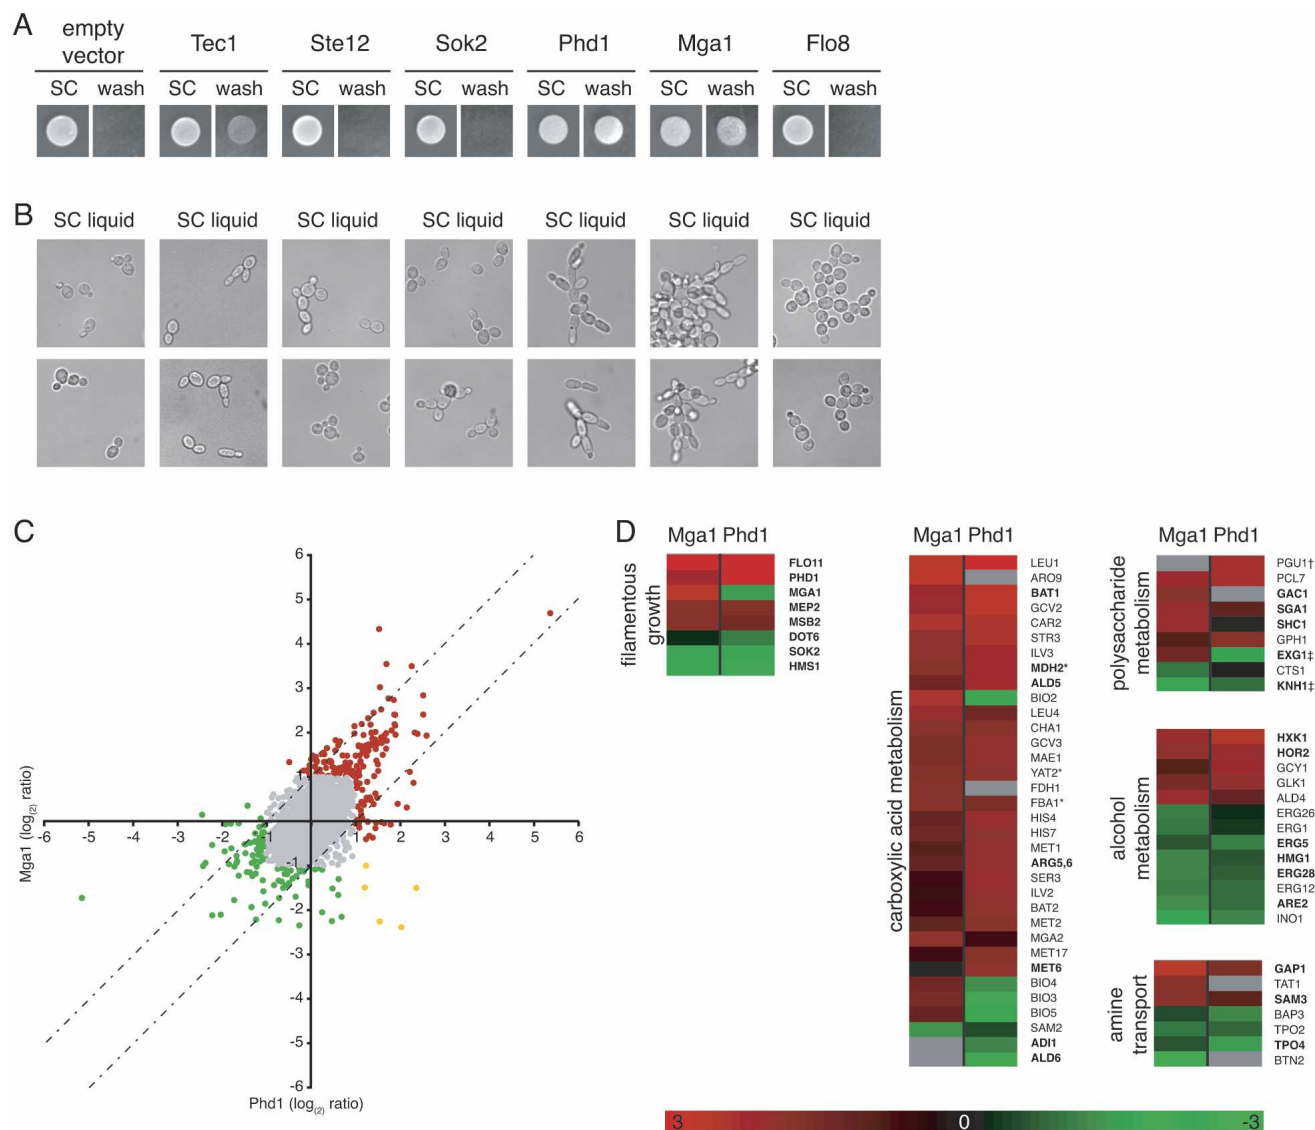 A
empty
vector
Tec1
Ste12
Sok2
Phd1
Mga1
Flo8
SC wash
SC wash
SC wash
SC wash
SC wash
SC wash
SC wash
B
SC liquid
SC liquid
SC liquid
SC liquid
SC liquid
SC liquid
SC liquid
C
6
5
4
3
2
1
-6
-5
-4
-3
-2
-1
0
1
2
3
4
5
6
-1
-2
-3
-4
-5
-6
Mga1 (log(2) ratio)
Phd1 (log(2) ratio)
D
Mga1 Phd1
filamentous
growth
FLO11
PHD1
MGA1
MEP2
MSB2
DOT6
SOK2
HMS1
Mga1 Phd1
carboxylic acid metabolism
LEU1
ARO9
BAT1
GCV2
CAR2
STR3
ILV3
MDH2*
ALD5
BIO2
LEU4
CHA1
GCV3
MAE1
YAT2*
FDH1
FBA1*
HIS4
HIS7
MET1
ARG5,6
SER3
ILV2
BAT2
MET2
MGA2
MET17
MET6
BIO4
BIO3
BIO5
SAM2
ADI1
ALD6
Mga1 Phd1
polysaccharide
metabolism
PGU1†
PCL7
GAC1
SGA1
SHC1
GPH1
EXG1‡
CTS1
KNH1‡
alcohol
metabolism
HXK1
HOR2
GCY1
GLK1
ALD4
ERG26
ERG1
ERG5
HMG1
ERG28
ERG12
ARE2
INO1
amine
transport
GAP1
TAT1
SAM3
BAP3
TPO2
TPO4
BTN2
3
0
-3